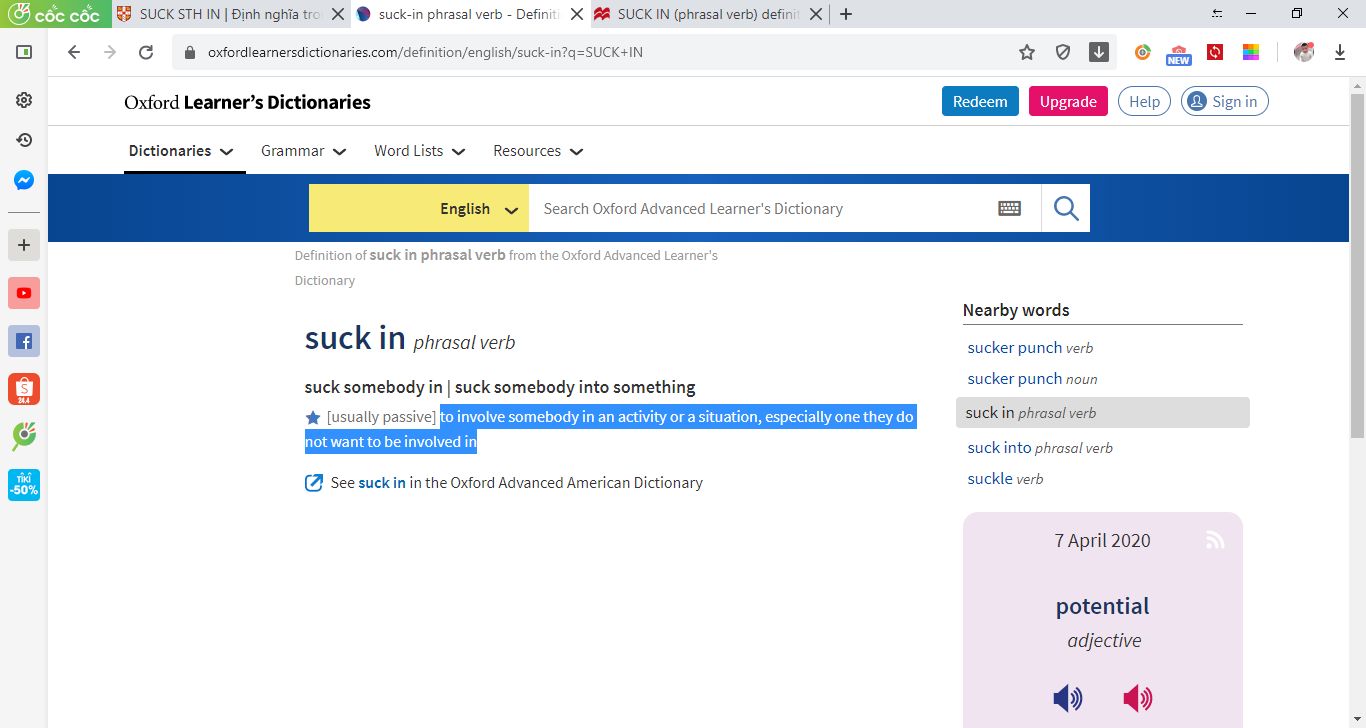 cốc cốc
SUCK STH IN | Định nghĩa tro
suck-in phrasal verb - Definiti
SUCK IN (phrasal verb) definit
oxfordlearnersdictionaries.com/definition/english/suck-in?q=SUCK+IN
NEW
Oxford Learner's Dictionaries
Redeem
Upgrade
Help
Sign in
Dictionaries
Grammar
Word Lists
Resources
English
Search Oxford Advanced Learner's Dictionary
Definition of suck in phrasal verb from the Oxford Advanced Learner's
Dictionary
suck in phrasal verb
suck somebody in | suck somebody into something
[usually passive] to involve somebody in an activity or a situation, especially one they do
not want to be involved in
See suck in in the Oxford Advanced American Dictionary
Nearby words
sucker punch verb
sucker punch noun
suck in phrasal verb
suck into phrasal verb
suckle verb
7 April 2020
potential
adjective
S
24.4
TIKI
-50%